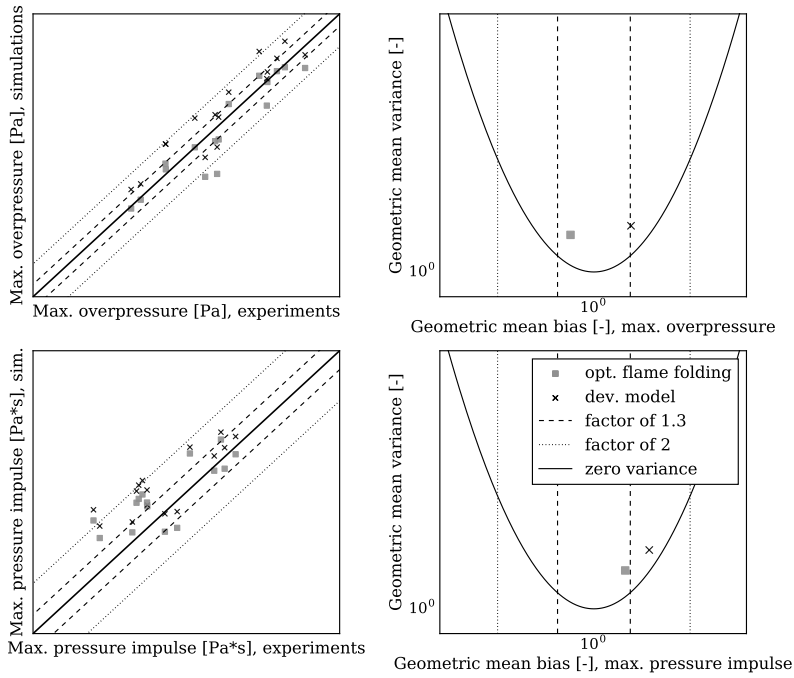 Max. overpressure [Pa], simulations
Max. overpressure [Pa], experiments
Geometric mean variance [-]
10⁰
10⁰
Geometric mean bias [-], max. overpressure
Max. pressure impulse [Pa*s], sim.
Max. pressure impulse [Pa*s], experiments
Geometric mean variance [-]
opt. flame folding
dev. model
factor of 1.3
factor of 2
zero variance
10⁰
10⁰
Geometric mean bias [-], max. pressure impulse